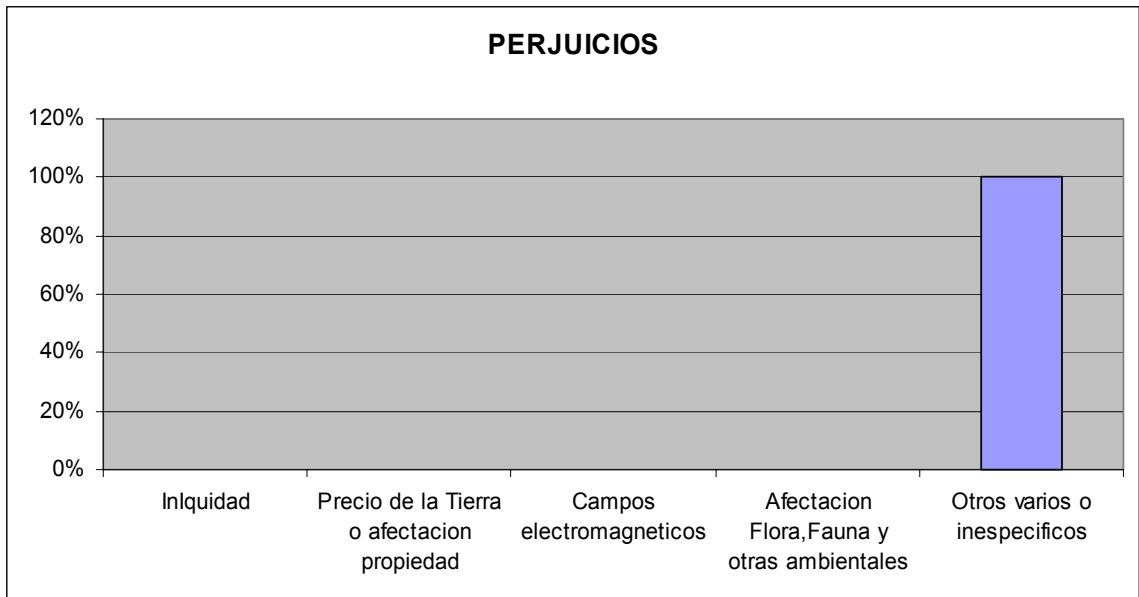 PERJUICIOS
120%
100%
80%
60%
40%
20%
0%
InIquidad
Precio de la Tierra
o afectacion
propiedad
Campos
electromagneticos
Afectacion
Flora,Fauna y
otras ambientales
Otros varios o
inespecificos